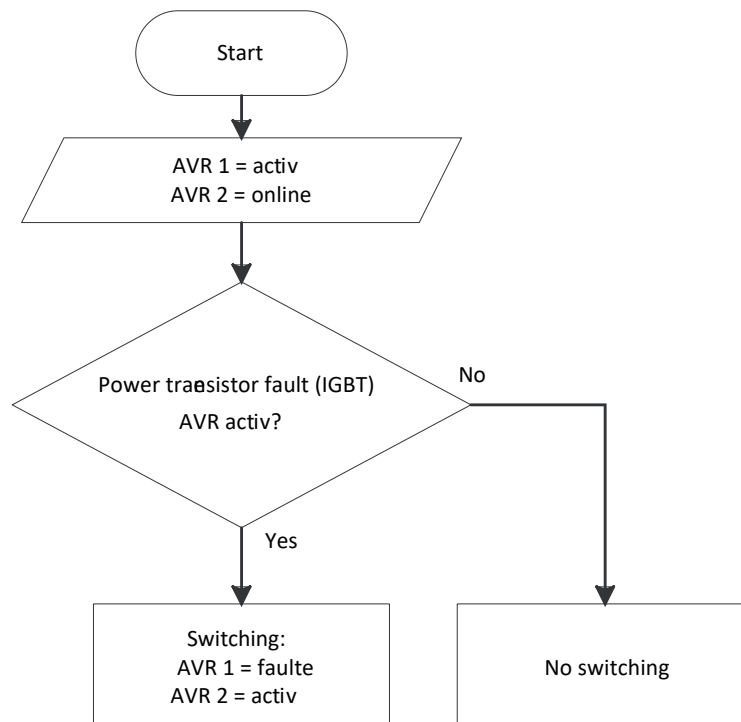 Start
AVR 1 = activ
AVR 2 = online
Power traesistor fault (IGBT)
AVR activ?
No
Yes
Switching:
AVR 1 = faulte
AVR 2 = activ
No switching